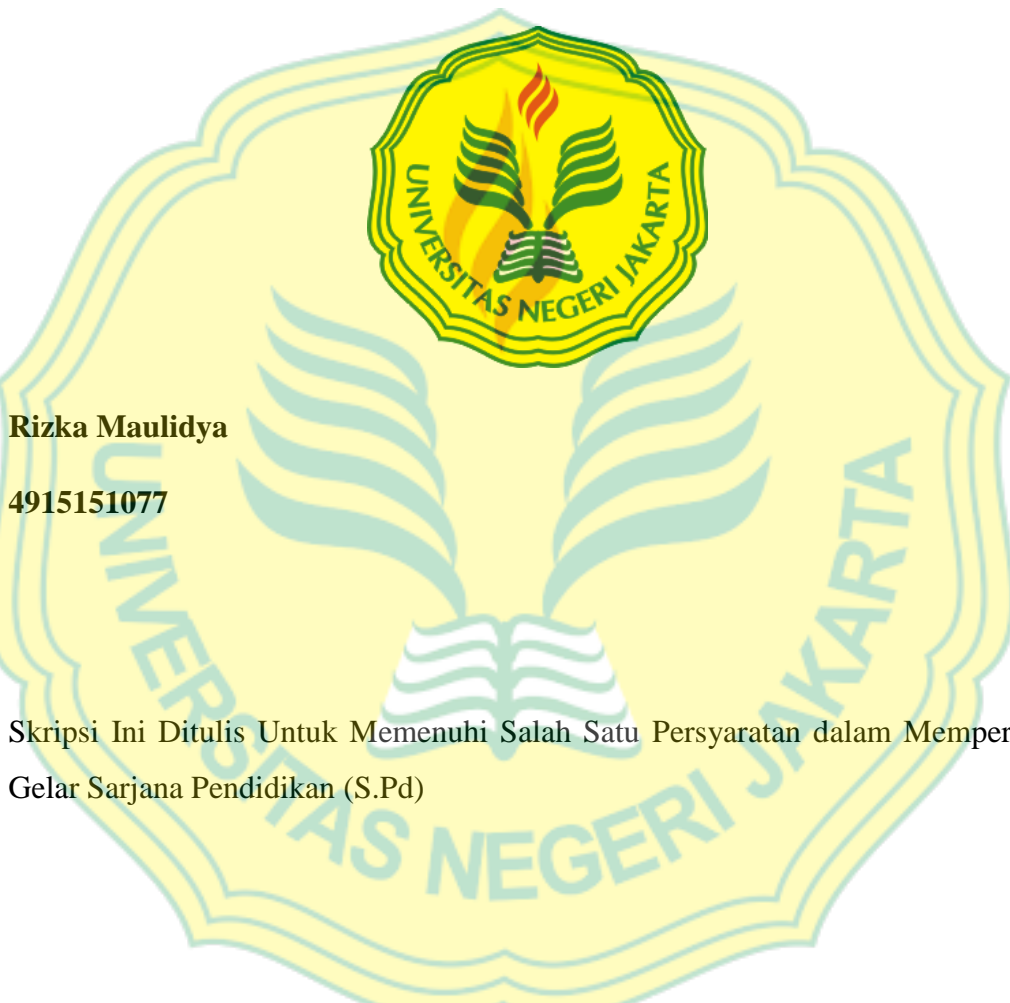 UNIVERSITAS NEGERI JAKARTA
Rizka Maulidya
4915151077
Skripsi Ini Ditulis Untuk Memenuhi Salah Satu Persyaratan dalam Memper
Gelar Sarjana Pendidikan (S.Pd)
UNIVERSITAS NEGERI JAKARTA